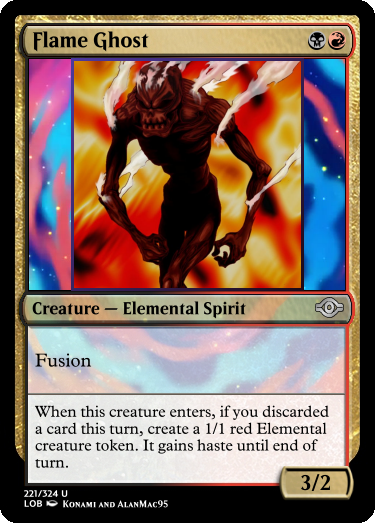 Flame Ghost
Creature — Elemental Spirit
Fusion
When this creature enters, if you discarded
a card this turn, create a 1/1 red Elemental
creature token. It gains haste until end of
turn.
3/2
221/324 U
LOB Konami and AlanMac95